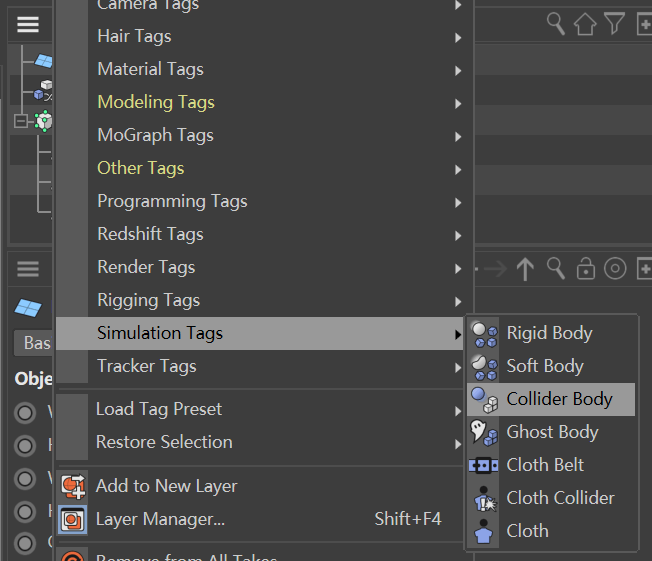 Camera Tags
Hair Tags
Material Tags
Modeling Tags
MoGraph Tags
Other Tags
Programming Tags
Redshift Tags
Render Tags
Rigging Tags
Simulation Tags
Tracker Tags
Load Tag Preset
Restore Selection
Add to New Layer
Layer Manager... Shift+F4
Remove from All Takes
Rigid Body
Soft Body
Collider Body
Ghost Body
Cloth Belt
Cloth Collider
Cloth
Bas
Obje
W
H
W
H